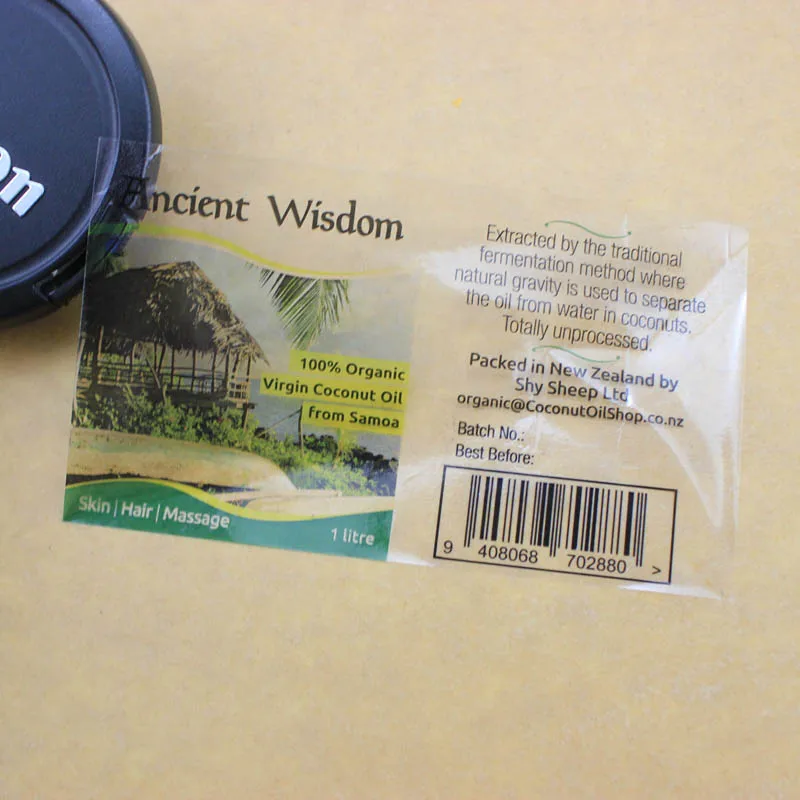 on
Ancient Wisdom
100% Organic
Virgin Coconut Oil
from Samoa
Skin | Hair | Massage
1 litre
Extracted by the traditional
fermentation method where
natural gravity is used to separate
the oil from water in coconuts.
Totally unprocessed.
Packed in New Zealand by
Shy Sheep Ltd
organic@CoconutOilShop.co.nz
Batch No.:
Best Before:
9 408068 702880 >